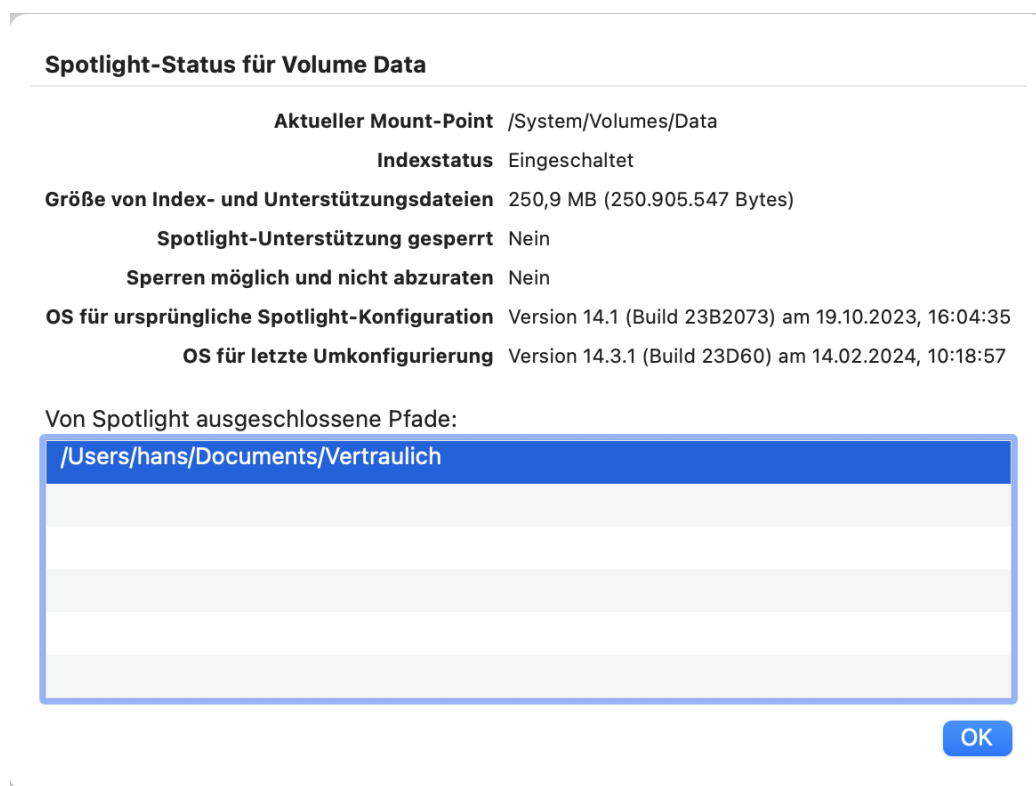 Spotlight-Status für Volume Data
Aktueller Mount-Point /System/Volumes/Data
Indexstatus Eingeschaltet
Größe von Index- und Unterstützungsdateien 250,9 MB (250.905.547 Bytes)
Spotlight-Unterstützung gesperrt Nein
Sperren möglich und nicht abzuraten Nein
OS für ursprüngliche Spotlight-Konfiguration Version 14.1 (Build 23B2073) am 19.10.2023, 16:04:35
OS für letzte Umkonfigurierung Version 14.3.1 (Build 23D60) am 14.02.2024, 10:18:57
Von Spotlight ausgeschlossene Pfade:
/Users/hans/Documents/Vertraulich
OK